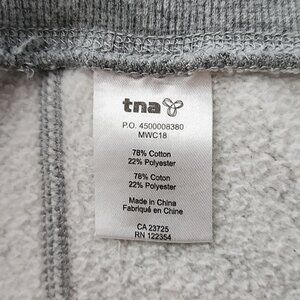 tna
P.O. 4500008380
MWC18
78% Cotton
22% Polyester
78% Coton
22% Polyester
Made in China
Fabriqué en Chine
CA 23725
RN 122354